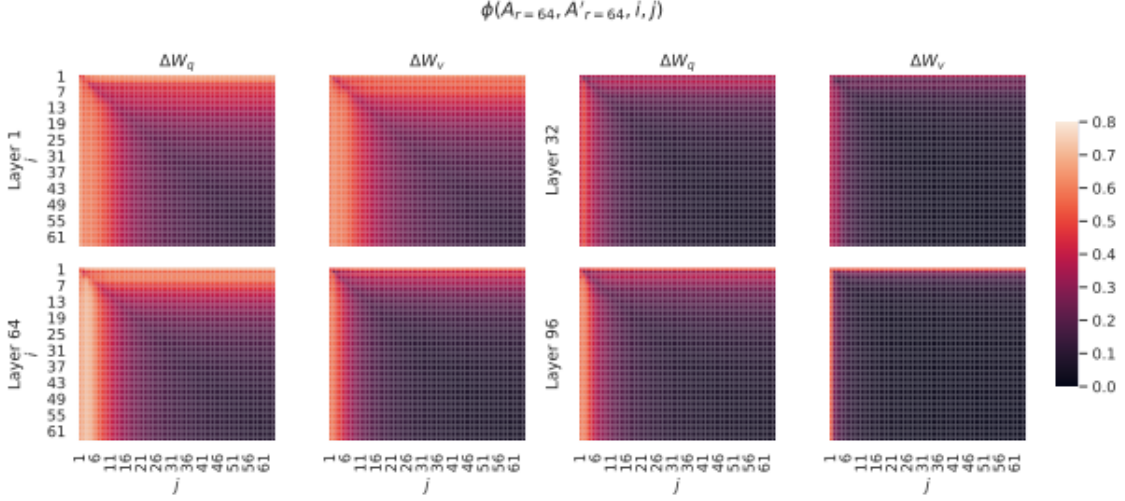 ϕ(A_{r=64}, A'_{r=64}, i, j)
ΔW_q ΔW_v ΔW_q ΔW_v
Layer 1
i
1
7
13
19
25
31
37
43
49
55
61
Layer 32
0.8
0.7
0.6
0.5
0.4
0.3
0.2
0.1
0.0
Layer 64
i
1
7
13
19
25
31
37
43
49
55
61
Layer 96
1 6 11 16 21 26 31 36 41 46 51 56 61
j
1 6 11 16 21 26 31 36 41 46 51 56 61
j
1 6 11 16 21 26 31 36 41 46 51 56 61
j
1 6 11 16 21 26 31 36 41 46 51 56 61
j